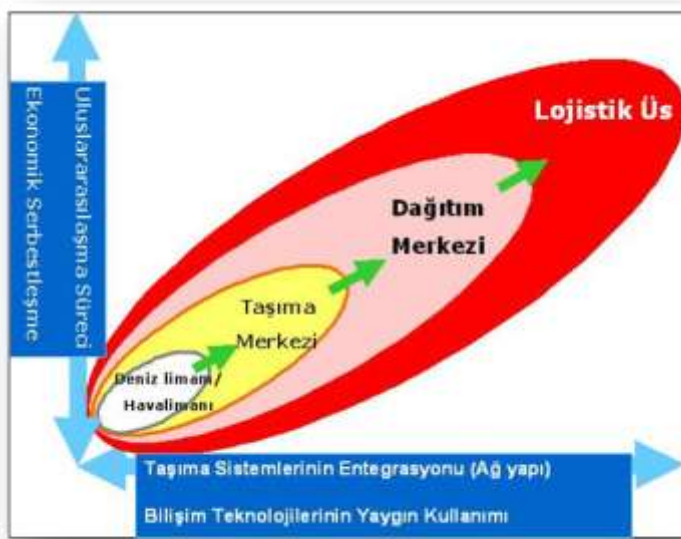 Uluslararasılaşma Süreci
Ekonomik Serbestleşme
Lojistik Üs
Dağıtım
Merkezi
Taşıma
Merkezi
Deniz limanı/
Havalimanı
Taşıma Sistemlerinin Entegrasyonu (Ağ yapı)
Bilişim Teknolojilerinin Yaygın Kullanımı